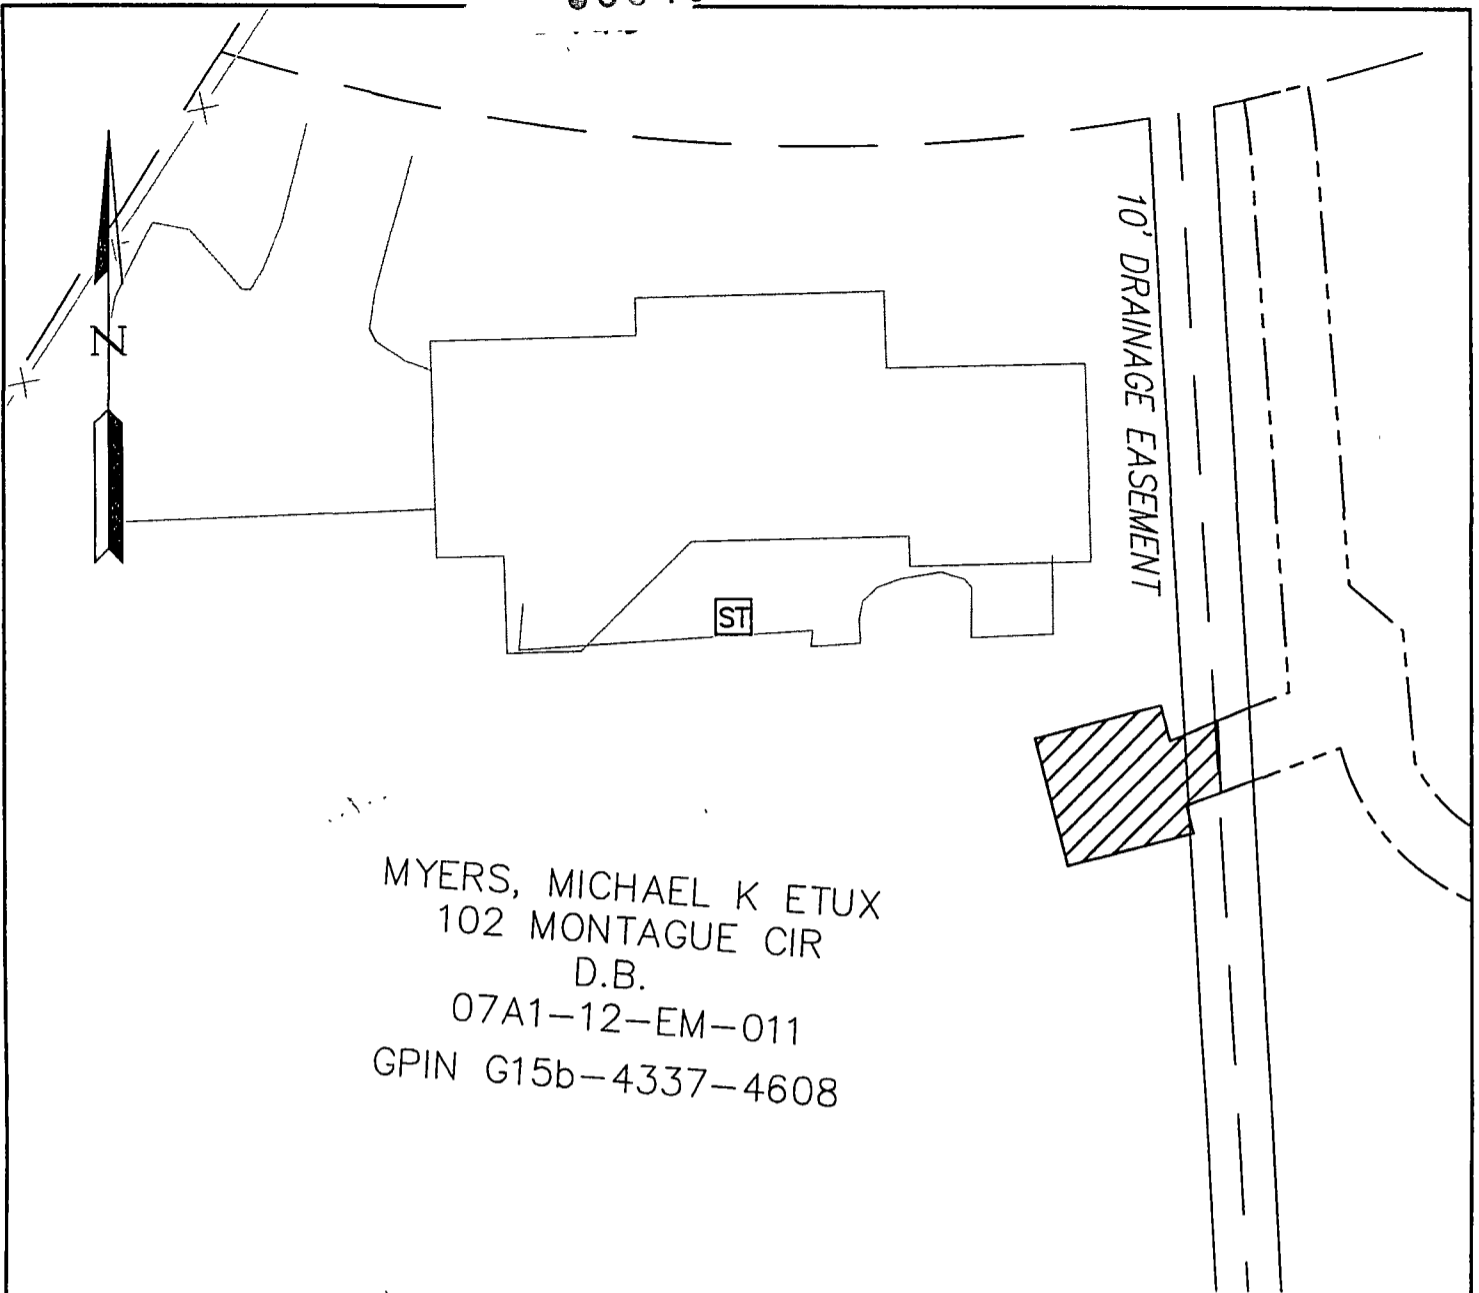 N
10' DRAINAGE EASEMENT
ST
MYERS, MICHAEL K ETUX
102 MONTAGUE CIR
D.B.
07A1-12-EM-011
GPIN G15b-4337-4608